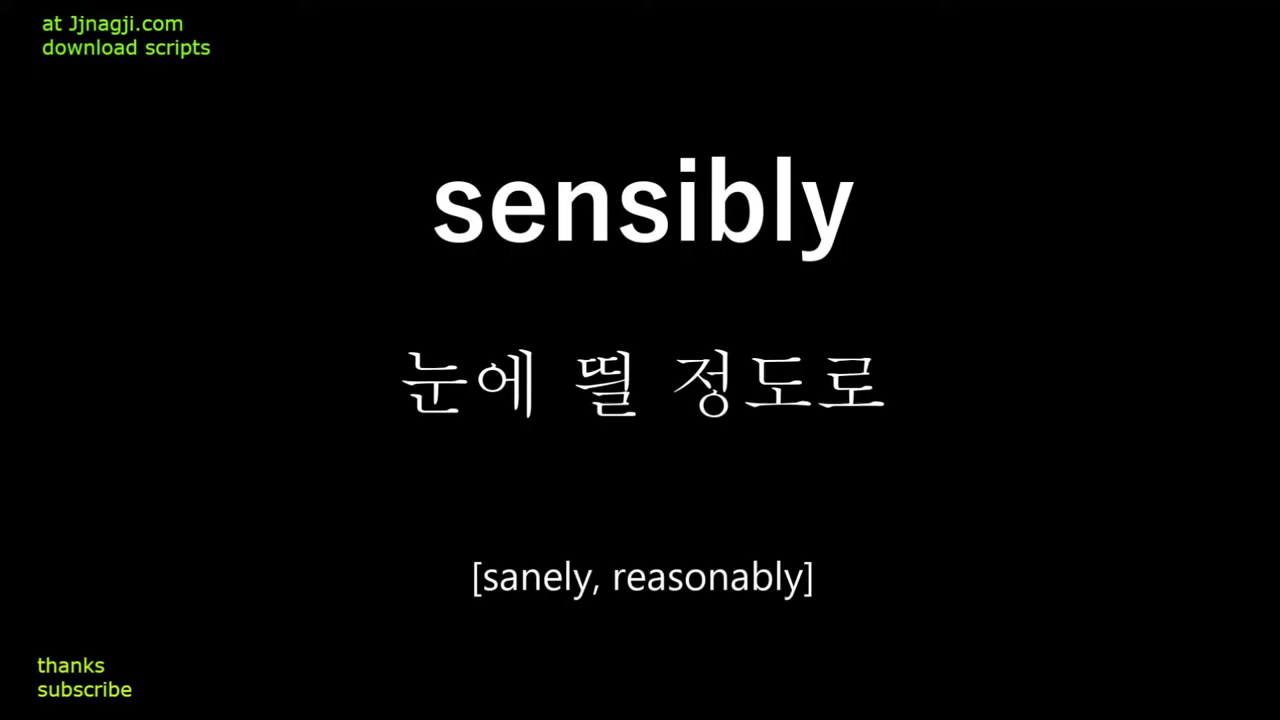 at Jjnagji.com
download scripts
sensibly
눈에 띌 정도로
[sanely, reasonably]
thanks
subscribe